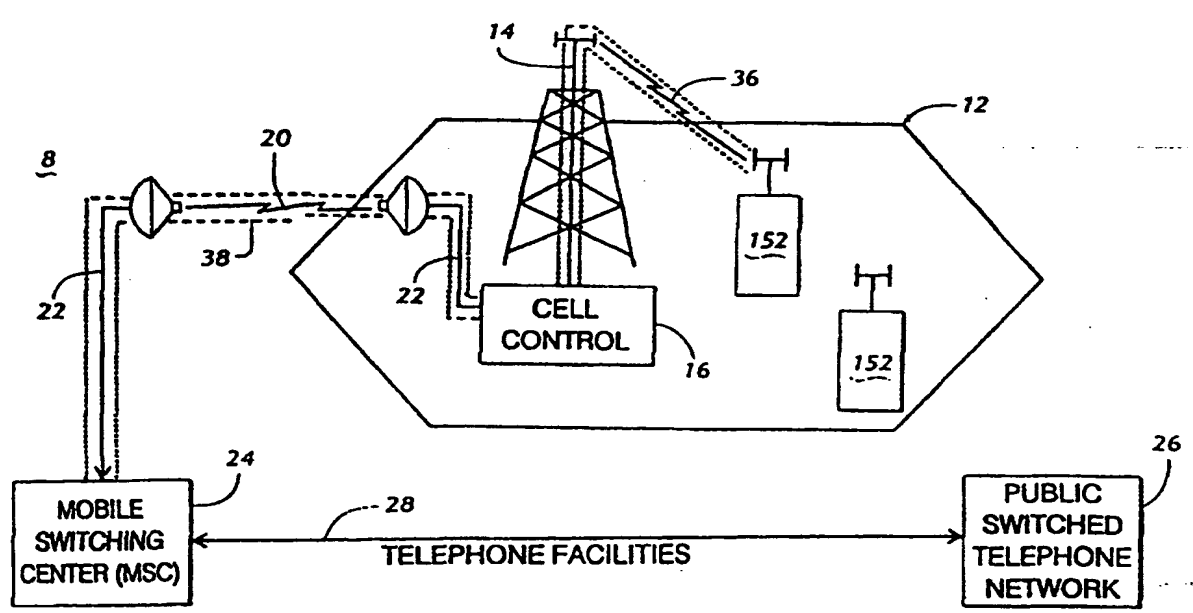 14
36
12
8
20
152
38
22
22
CELL
CONTROL
16
152
24
26
MOBILE
SWITCHING
CENTER (MSC)
28
TELEPHONE FACILITIES
PUBLIC
SWITCHED
TELEPHONE
NETWORK